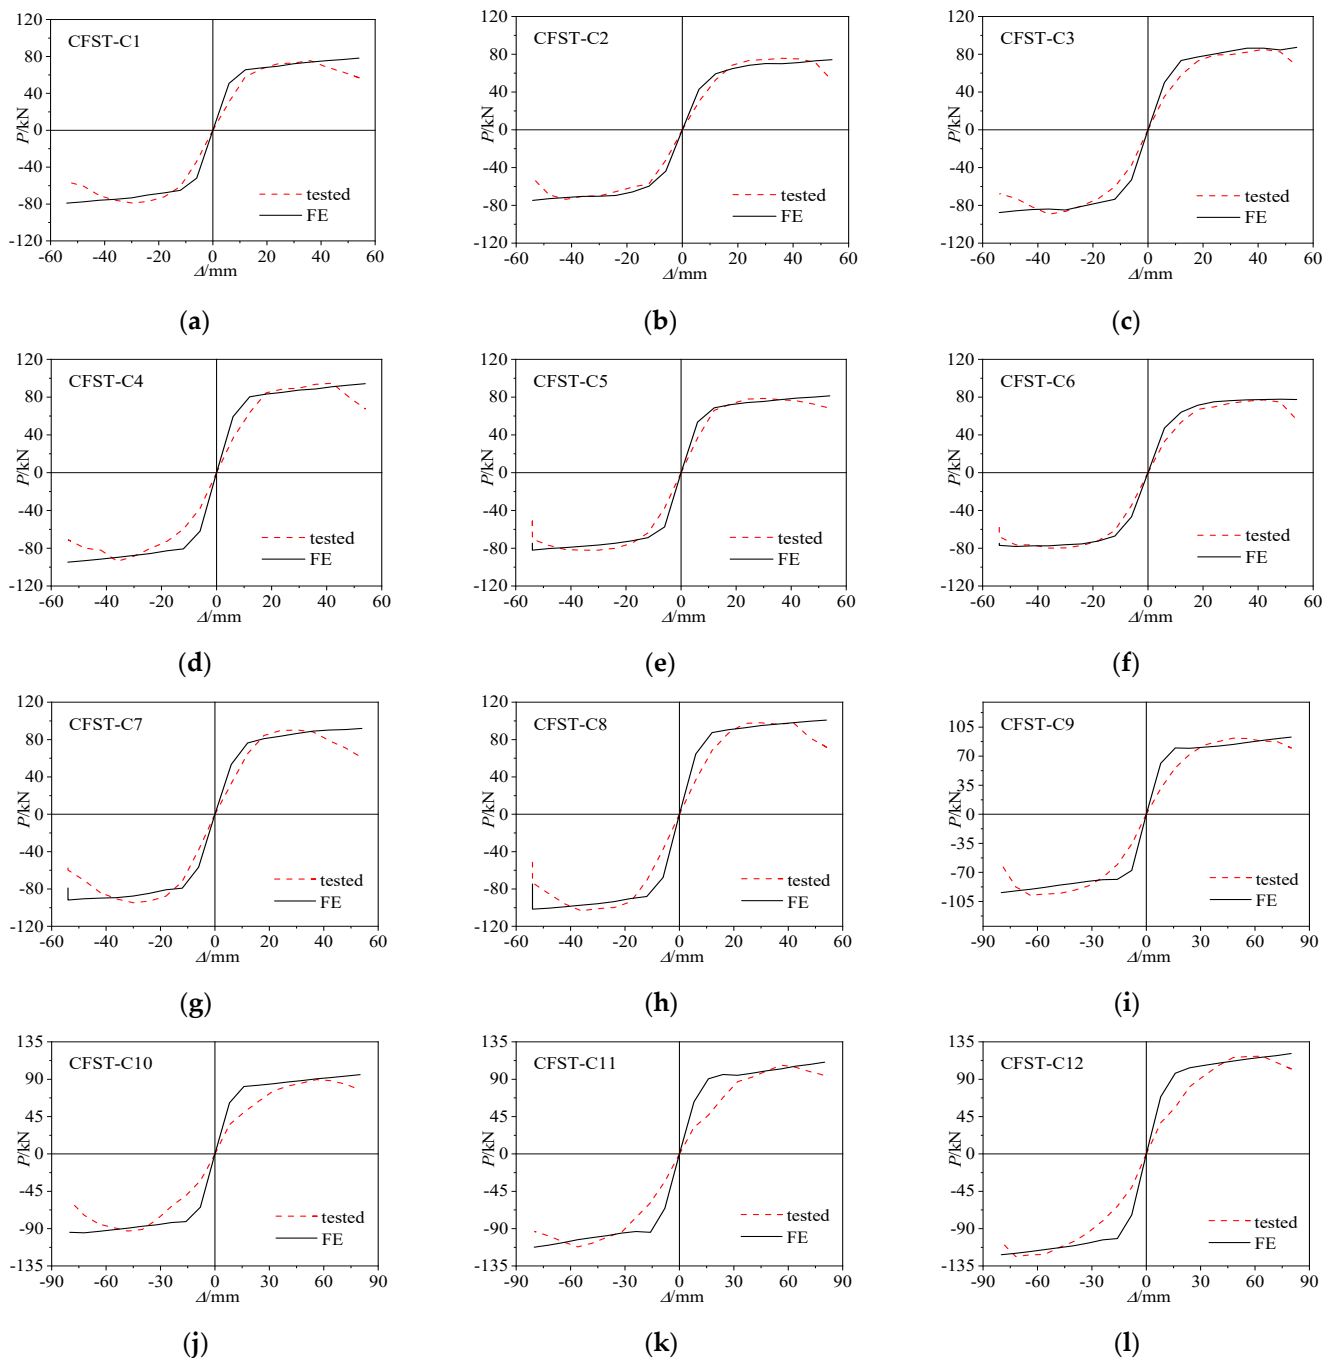 CFST-C1
P/kN
120
80
40
0
-40
-80
-120
-60 -40 -20 0 20 40 60
Δ/mm
tested
FE
(a)
CFST-C2
P/kN
120
80
40
0
-40
-80
-120
-60 -40 -20 0 20 40 60
Δ/mm
tested
FE
(b)
CFST-C3
P/kN
120
80
40
0
-40
-80
-120
-60 -40 -20 0 20 40 60
Δ/mm
tested
FE
(c)
CFST-C4
P/kN
120
80
40
0
-40
-80
-120
-60 -40 -20 0 20 40 60
Δ/mm
tested
FE
(d)
CFST-C5
P/kN
120
80
40
0
-40
-80
-120
-60 -40 -20 0 20 40 60
Δ/mm
tested
FE
(e)
CFST-C6
P/kN
120
80
40
0
-40
-80
-120
-60 -40 -20 0 20 40 60
Δ/mm
tested
FE
(f)
CFST-C7
P/kN
120
80
40
0
-40
-80
-120
-60 -40 -20 0 20 40 60
Δ/mm
tested
FE
(g)
CFST-C8
P/kN
120
80
40
0
-40
-80
-120
-60 -40 -20 0 20 40 60
Δ/mm
tested
FE
(h)
CFST-C9
P/kN
105
70
35
0
-35
-70
-105
-90 -60 -30 0 30 60 90
Δ/mm
tested
FE
(i)
CFST-C10
P/kN
135
90
45
0
-45
-90
-135
-90 -60 -30 0 30 60 90
Δ/mm
tested
FE
(j)
CFST-C11
P/kN
135
90
45
0
-45
-90
-135
-90 -60 -30 0 30 60 90
Δ/mm
tested
FE
(k)
CFST-C12
P/kN
135
90
45
0
-45
-90
-135
-90 -60 -30 0 30 60 90
Δ/mm
tested
FE
(l)